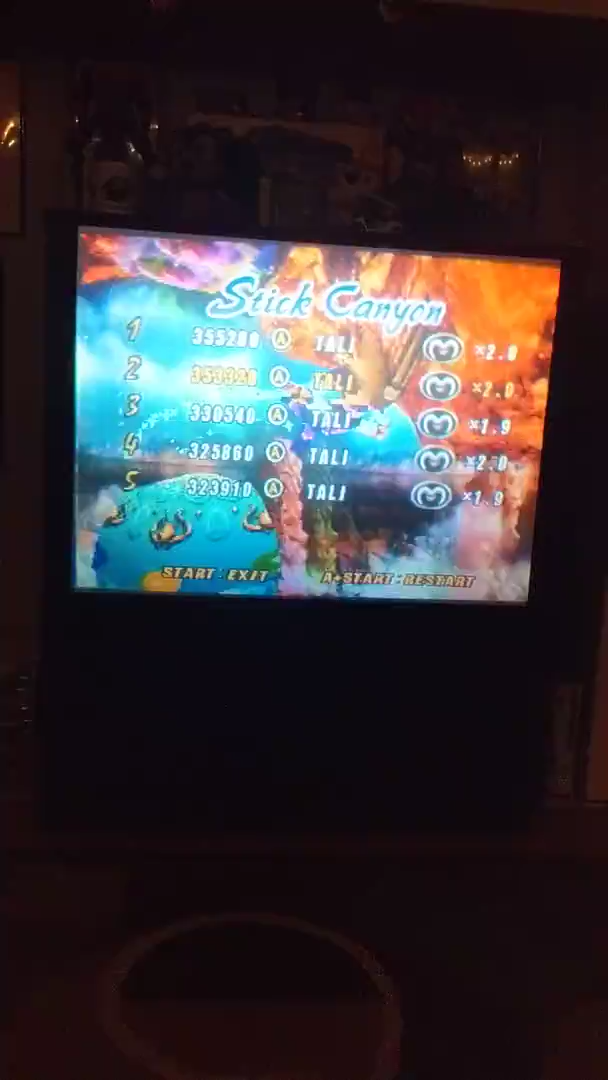 Stick Canyon
1 355280 A TALI ×2.0
2 353320 A TALI ×2.0
3 330540 A TALI ×1.9
4 325860 A TALI ×2.0
5 323910 A TALI ×1.9
START : EXIT A+START : RESTART